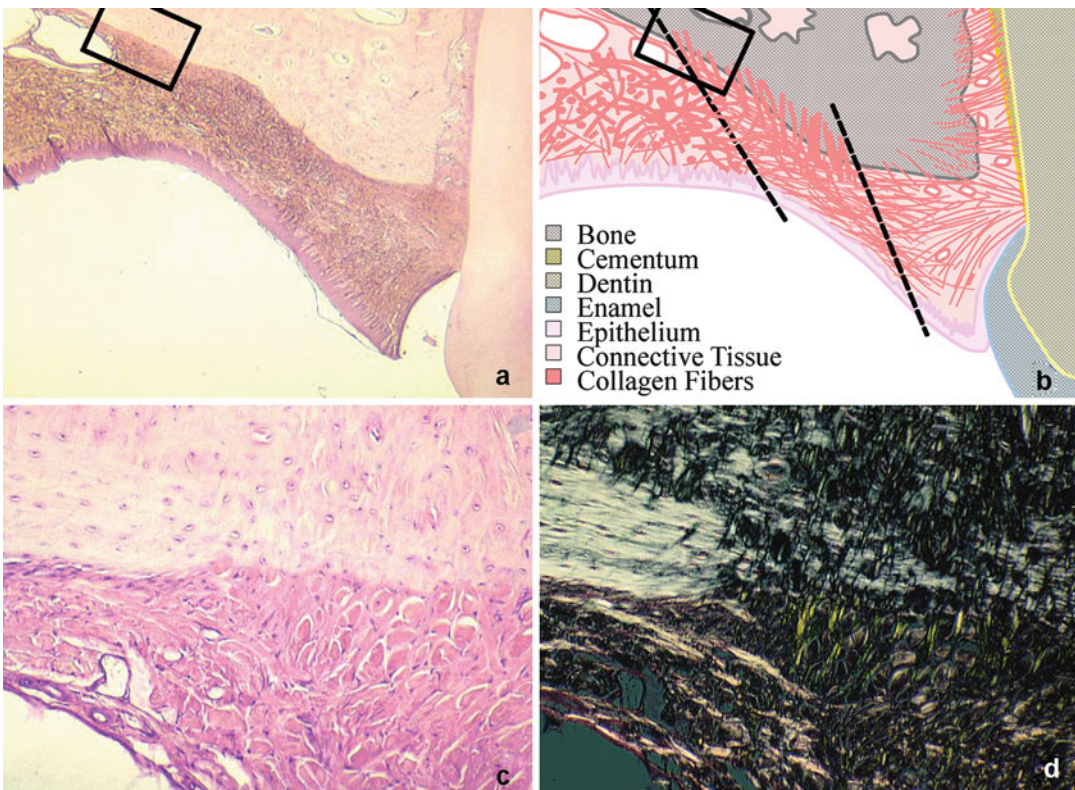 a
Bone
Cementum
Dentin
Enamel
Epithelium
Connective Tissue
Collagen Fibers
b
c
d